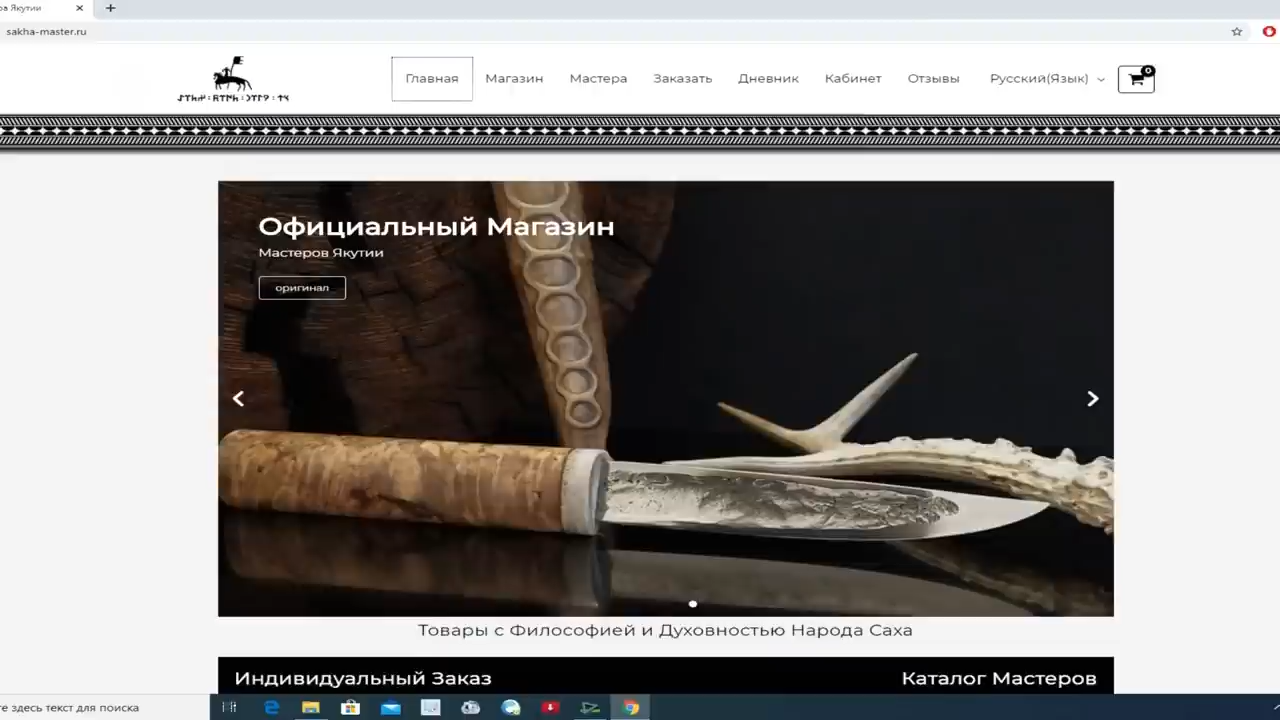 ов Якутии
sakha-master.ru
Главная
Магазин
Мастера
Заказать
Дневник
Кабинет
Отзывы
Русский(Язык)
0
Официальный Магазин
Мастеров Якутии
оригинал
Товары с Философией и Духовностью Народа Саха
Индивидуальный Заказ
Каталог Мастеров
те здесь текст для поиска